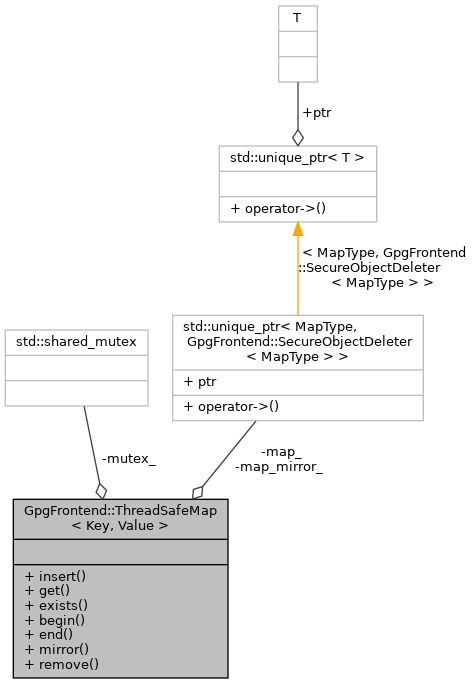 T
+ptr
std::unique_ptr< T >
+ operator->()
< MapType, GpgFrontend
::SecureObjectDeleter
< MapType > >
std::shared_mutex
std::unique_ptr< MapType,
GpgFrontend::SecureObjectDeleter
< MapType > >
+ ptr
+ operator->()
-mutex_
-map_
-map_mirror_
GpgFrontend::ThreadSafeMap
< Key, Value >
+ insert()
+ get()
+ exists()
+ begin()
+ end()
+ mirror()
+ remove()